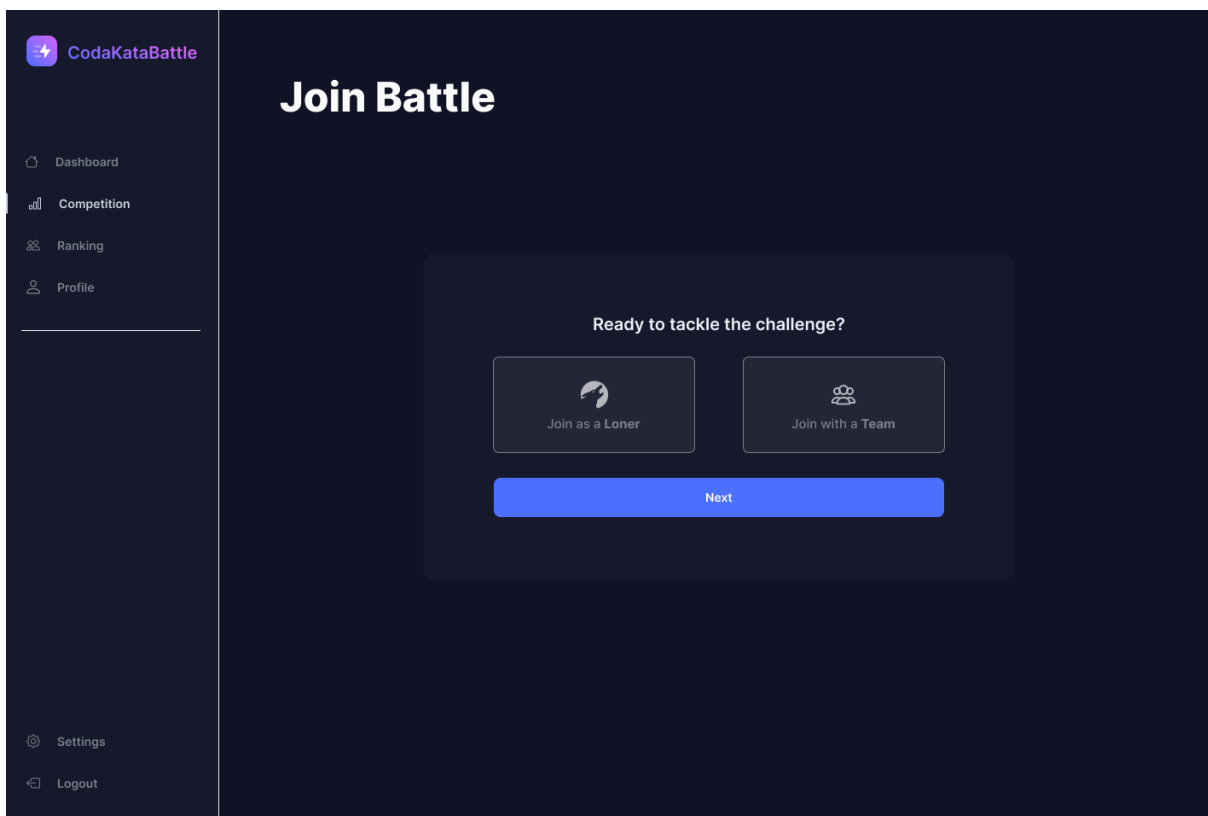 CodaKataBattle
Join Battle
Dashboard
Competition
Ranking
Profile
Ready to tackle the challenge?
Join as a Loner
Join with a Team
Next
Settings
Logout